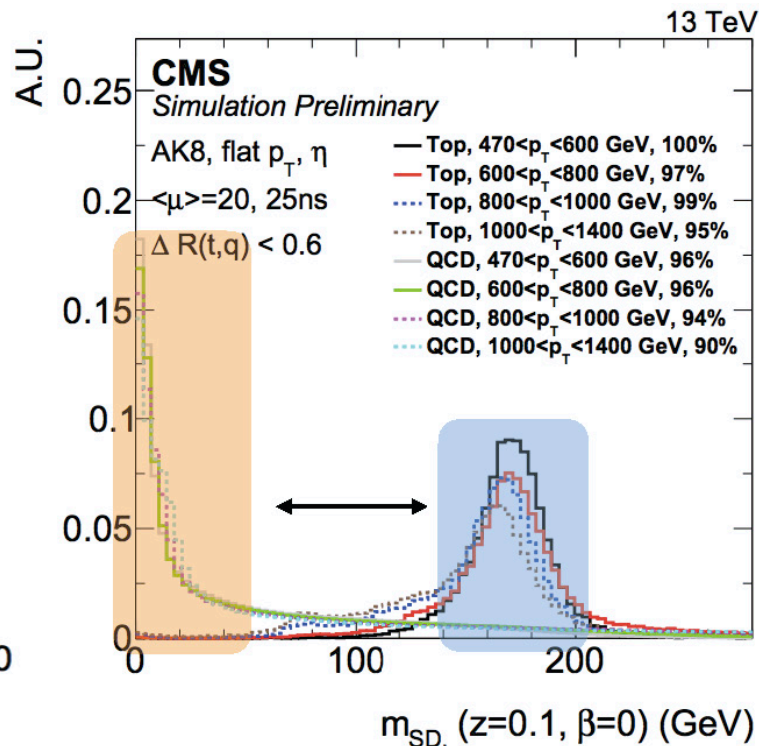 13 TeV
A.U.
CMS
Simulation Preliminary
AK8, flat p_T, η
<μ>=20, 25ns
Δ R(t,q) < 0.6
Top, 470<p_T<600 GeV, 100%
Top, 600<p_T<800 GeV, 97%
Top, 800<p_T<1000 GeV, 99%
Top, 1000<p_T<1400 GeV, 95%
QCD, 470<p_T<600 GeV, 96%
QCD, 600<p_T<800 GeV, 96%
QCD, 800<p_T<1000 GeV, 94%
QCD, 1000<p_T<1400 GeV, 90%
0.25
0.2
0.15
0.1
0.05
0
0
0 100 200
m_SD, (z=0.1, β=0) (GeV)